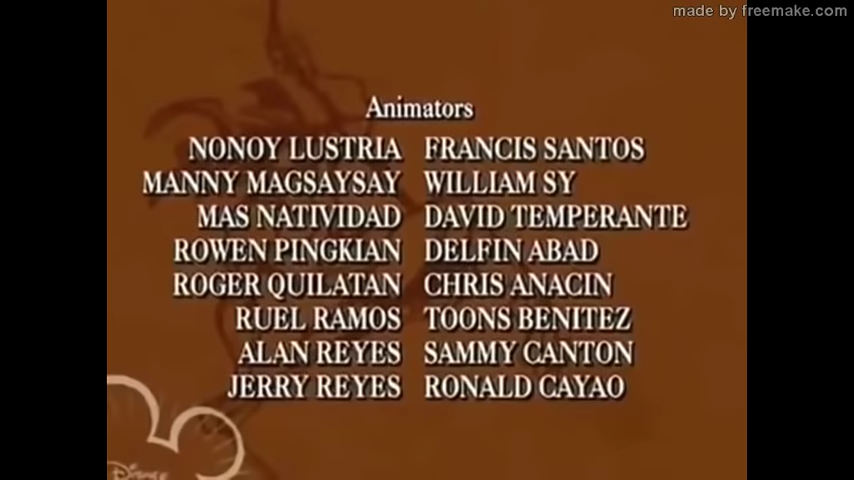 made by freemake.com
Animators
NONOY LUSTRIA FRANCIS SANTOS
MANNY MAGSAYSAY WILLIAM SY
MAS NATIVIDAD DAVID TEMPERANTE
ROWEN PINGKIAN DELFIN ABAD
ROGER QUILATAN CHRIS ANACIN
RUEL RAMOS TOONS BENITEZ
ALAN REYES SAMMY CANTON
JERRY REYES RONALD CAYAO
Disney